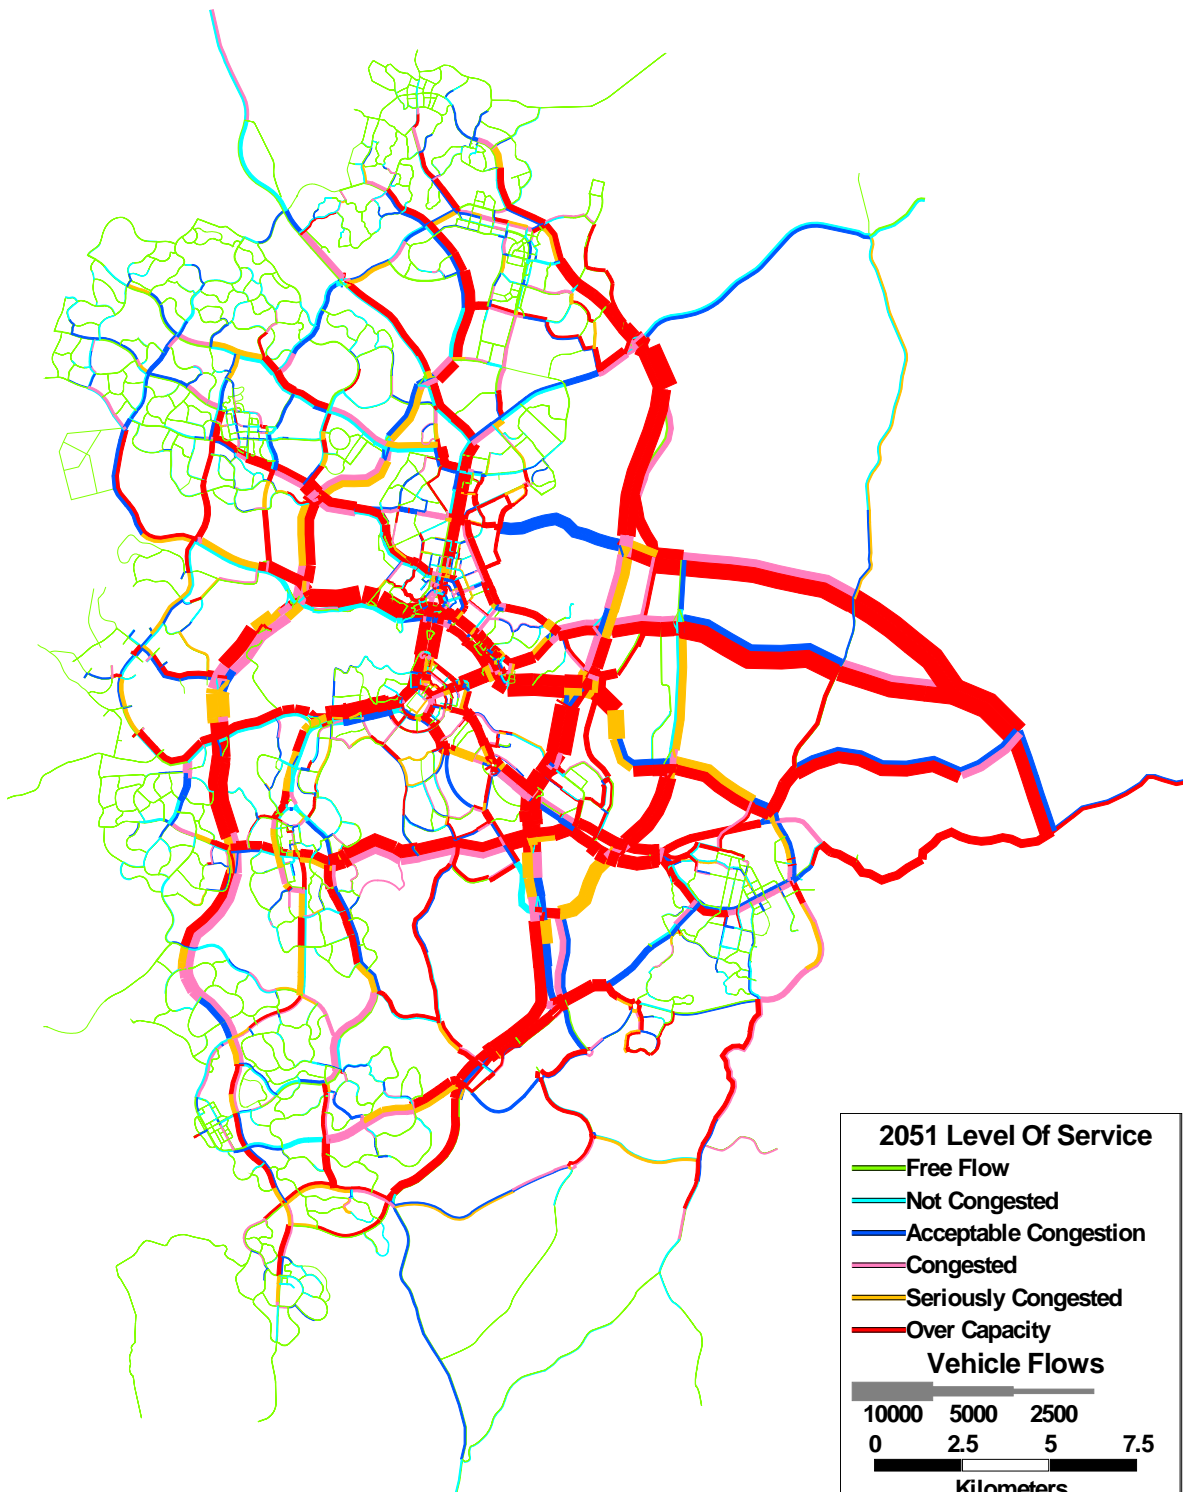 2051 Level Of Service
Free Flow
Not Congested
Acceptable Congestion
Congested
Seriously Congested
Over Capacity
Vehicle Flows
10000 5000 2500
0 2.5 5 7.5
Kilometers